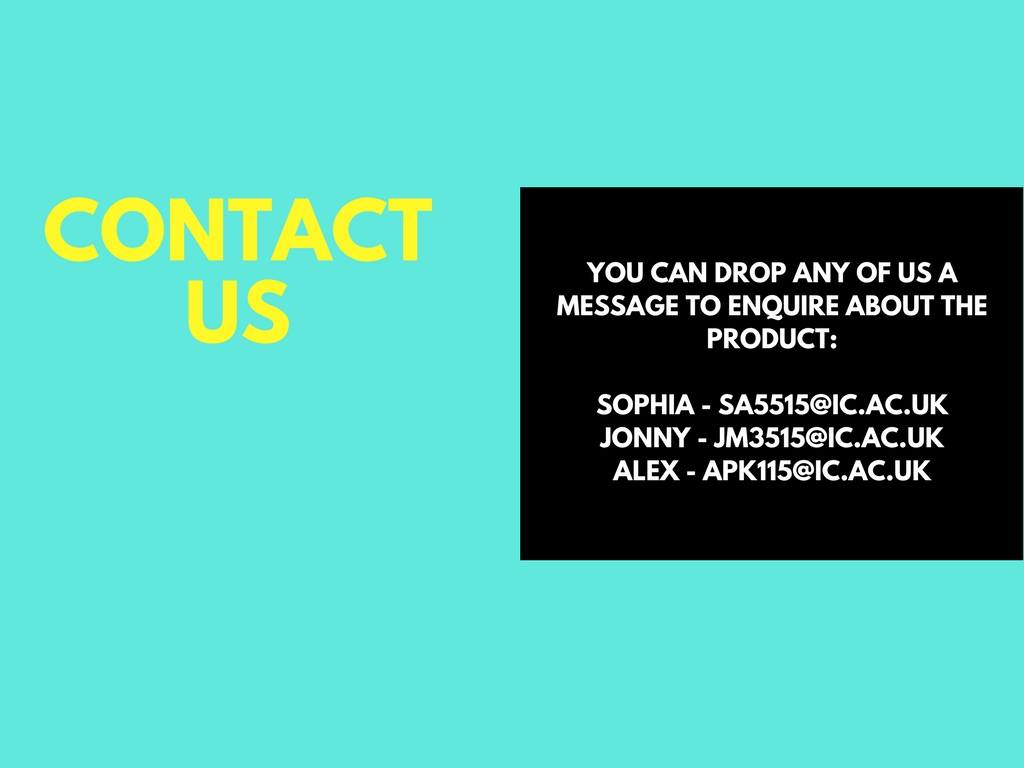 CONTACT
US
YOU CAN DROP ANY OF US A
MESSAGE TO ENQUIRE ABOUT THE
PRODUCT:
SOPHIA - SA5515@IC.AC.UK
JONNY - JM3515@IC.AC.UK
ALEX - APK115@IC.AC.UK